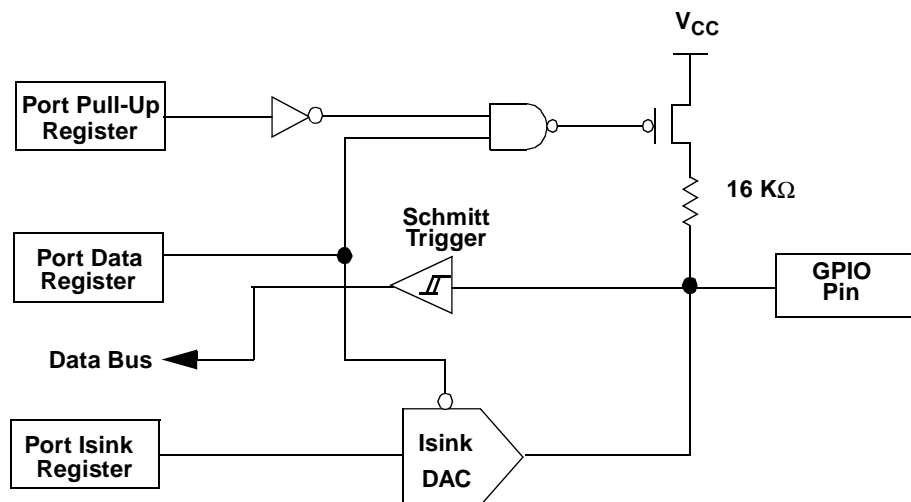 VCC
Port Pull-Up
Register
16 KΩ
Schmitt
Trigger
Port Data
Register
GPIO
Pin
Data Bus
Port Isink
Register
Isink
DAC